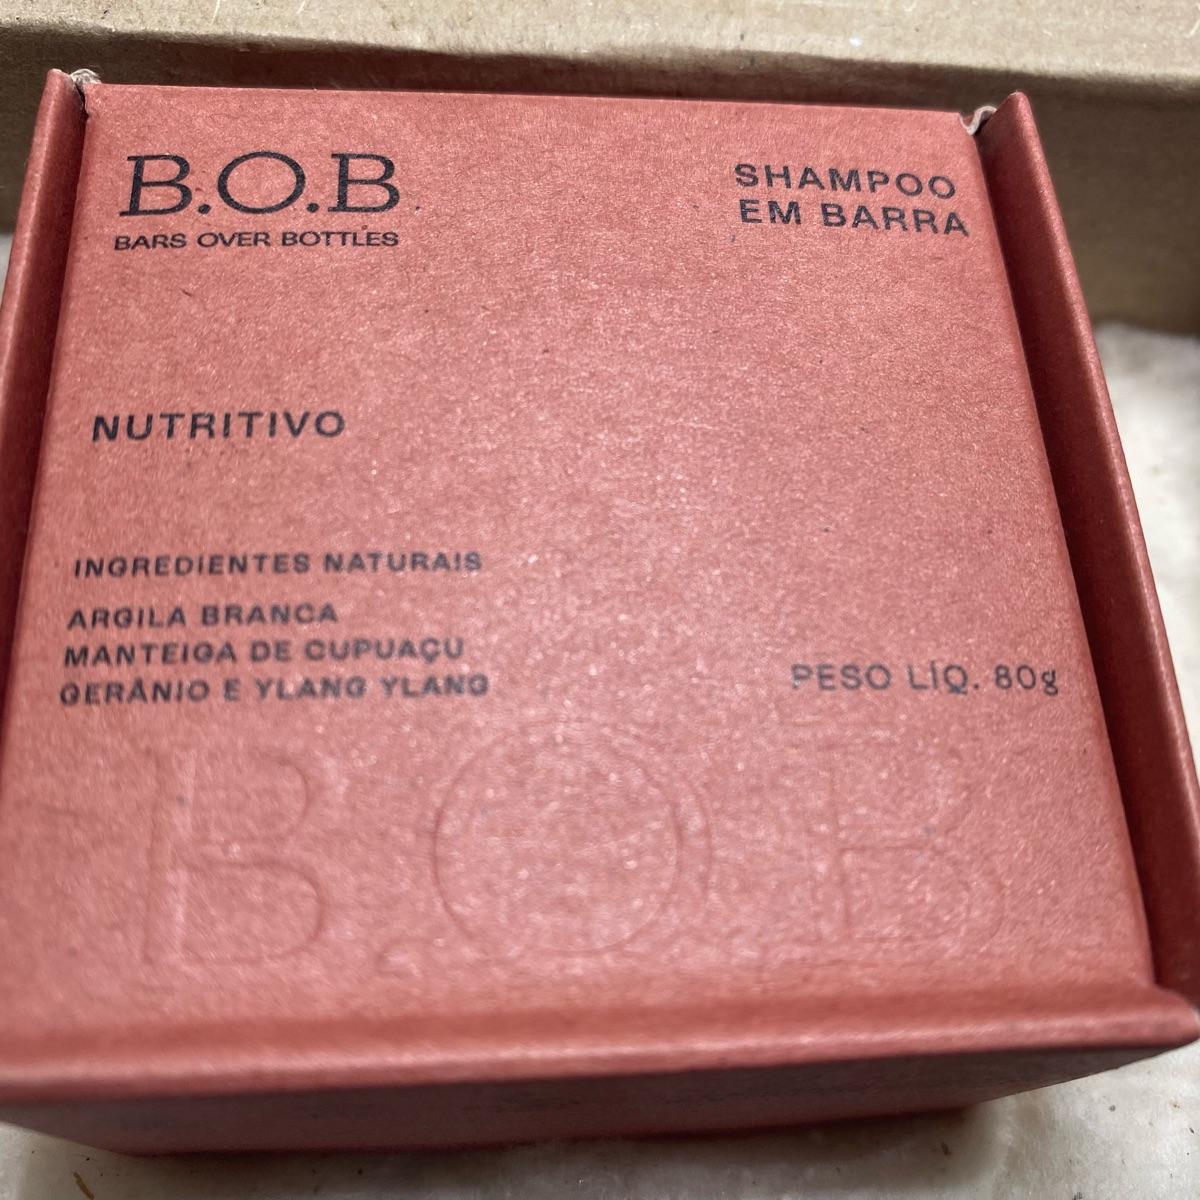 B.O.B.
BARS OVER BOTTLES
SHAMPOO
EM BARRA
NUTRITIVO
INGREDIENTES NATURAIS
ARGILA BRANCA
MANTEIGA DE CUPUAÇU
GERÂNIO E YLANG YLANG
PESO LÍQ. 80g
B.O.B